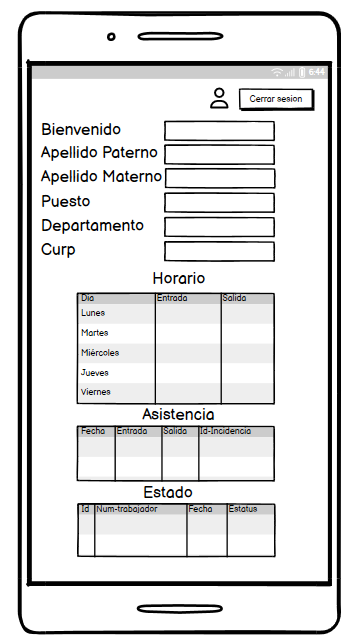 6:44
Cerrar sesion
Bienvenido
Apellido Paterno
Apellido Materno
Puesto
Departamento
Curp
Horario
Dia Entrada Salida
Lunes
Martes
Miércoles
Jueves
Viernes
Asistencia
Fecha Entrada Salida Id-Incidencia
Estado
Id Num-trabajador Fecha Estatus